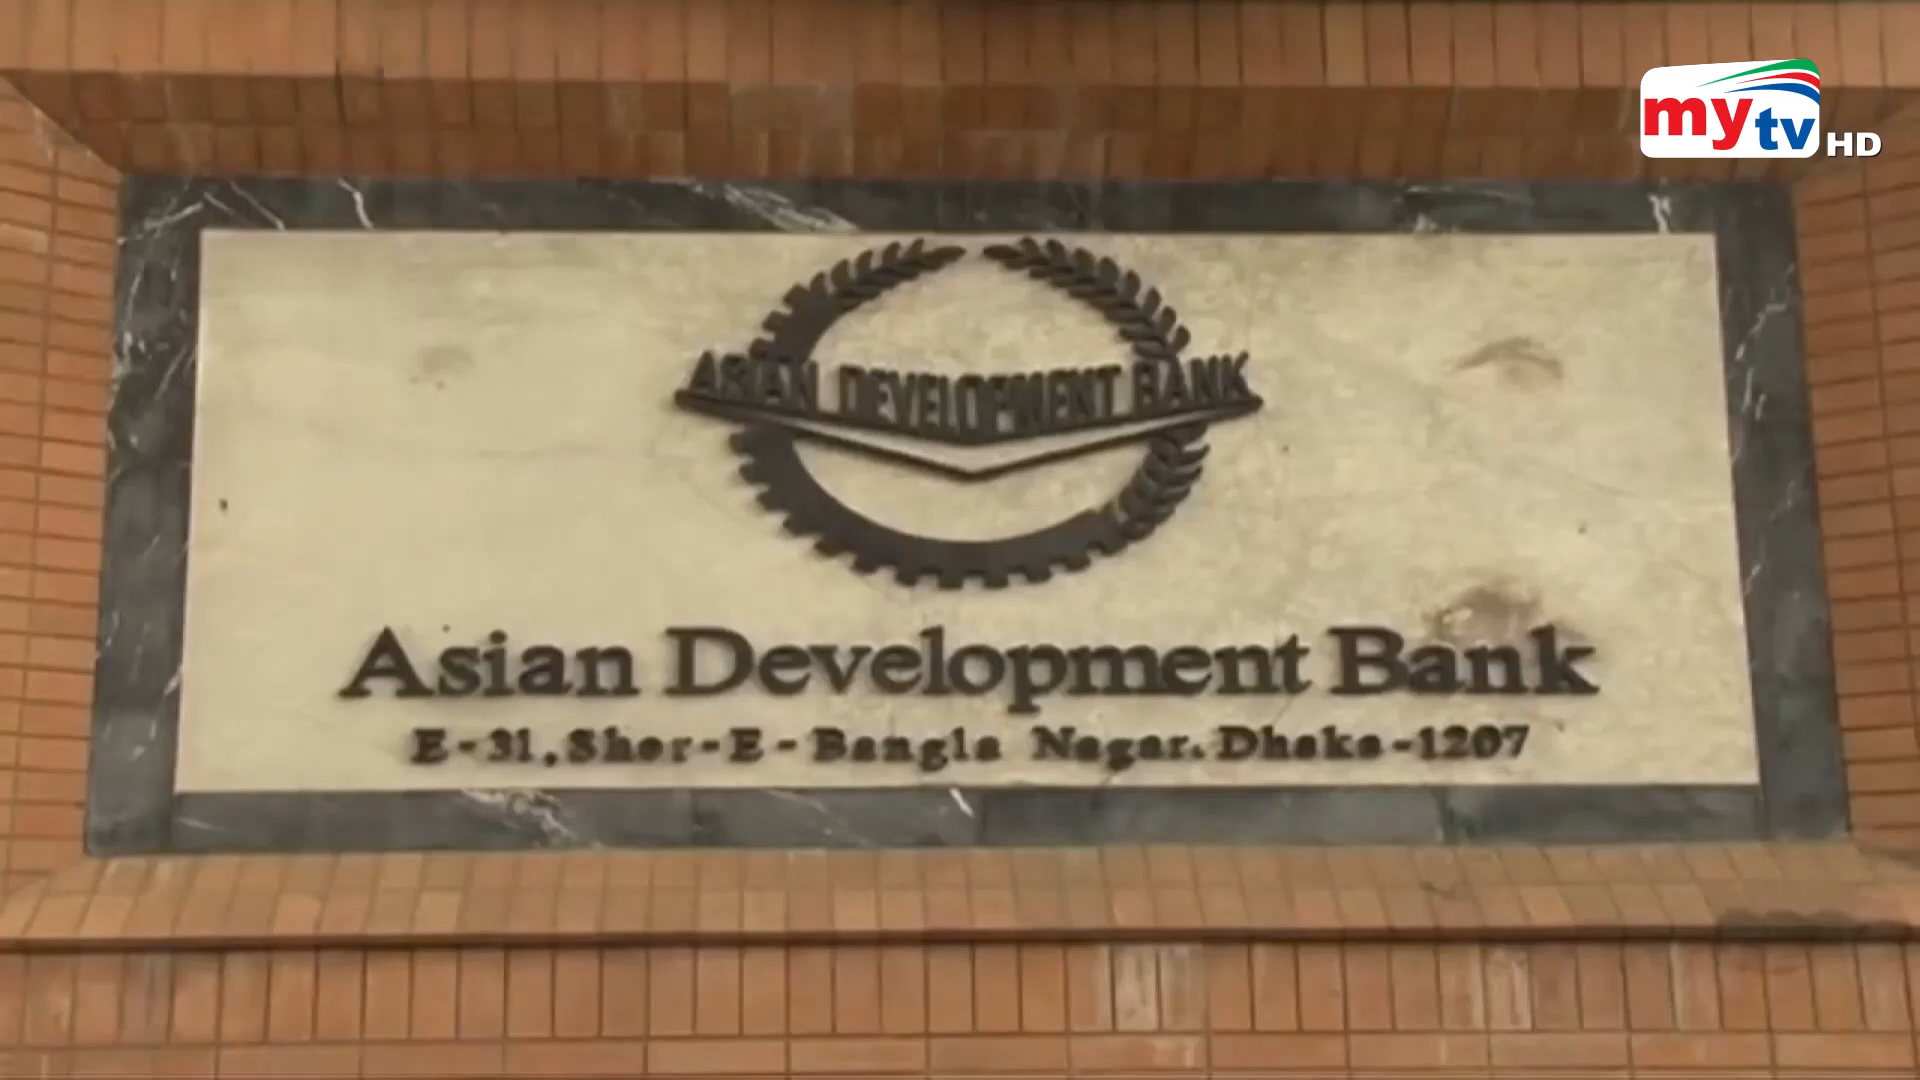 mytv HD
ASIAN DEVELOPMENT BANK
Asian Development Bank
E-31, Sher-E-Bangla Nagar. Dhaka-1207